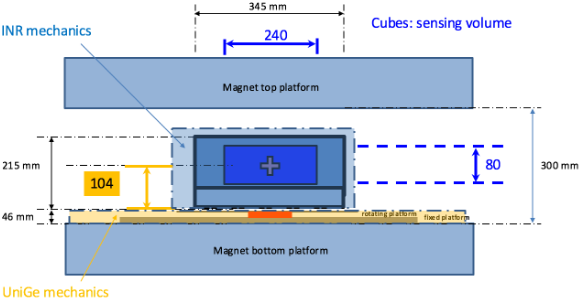 345 mm
INR mechanics
Cubes: sensing volume
240
Magnet top platform
215 mm
104
80
300 mm
46 mm
rotating platform
fixed platform
Magnet bottom platform
UniGe mechanics